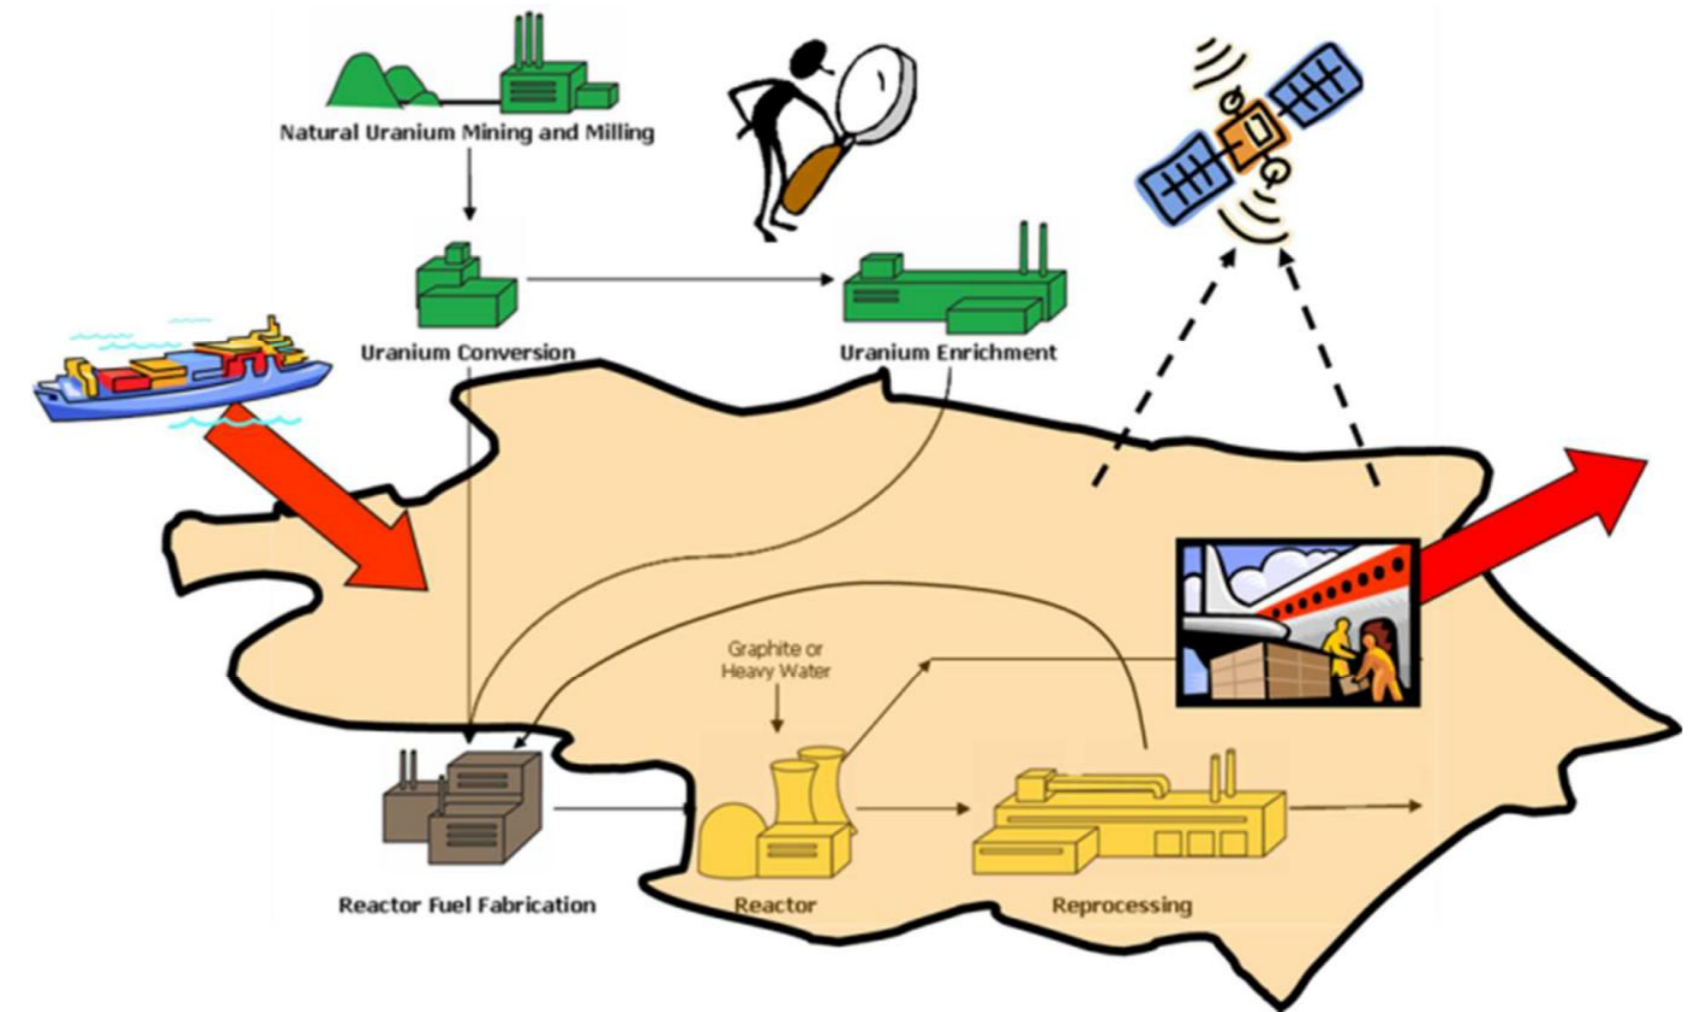 Natural Uranium Mining and Milling
Uranium Conversion
Uranium Enrichment
Graphite or
Heavy Water
Reactor Fuel Fabrication
Reactor
Reprocessing